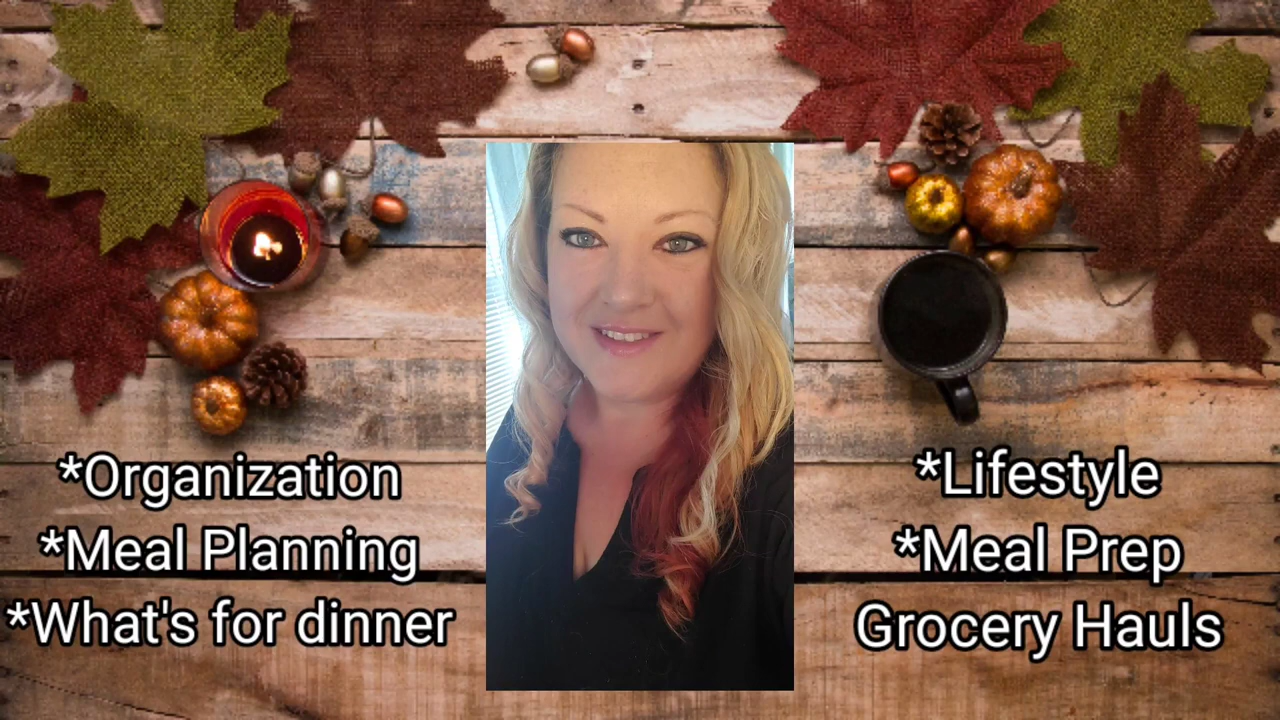 *Organization
*Meal Planning
*What's for dinner
*Lifestyle
*Meal Prep
Grocery Hauls